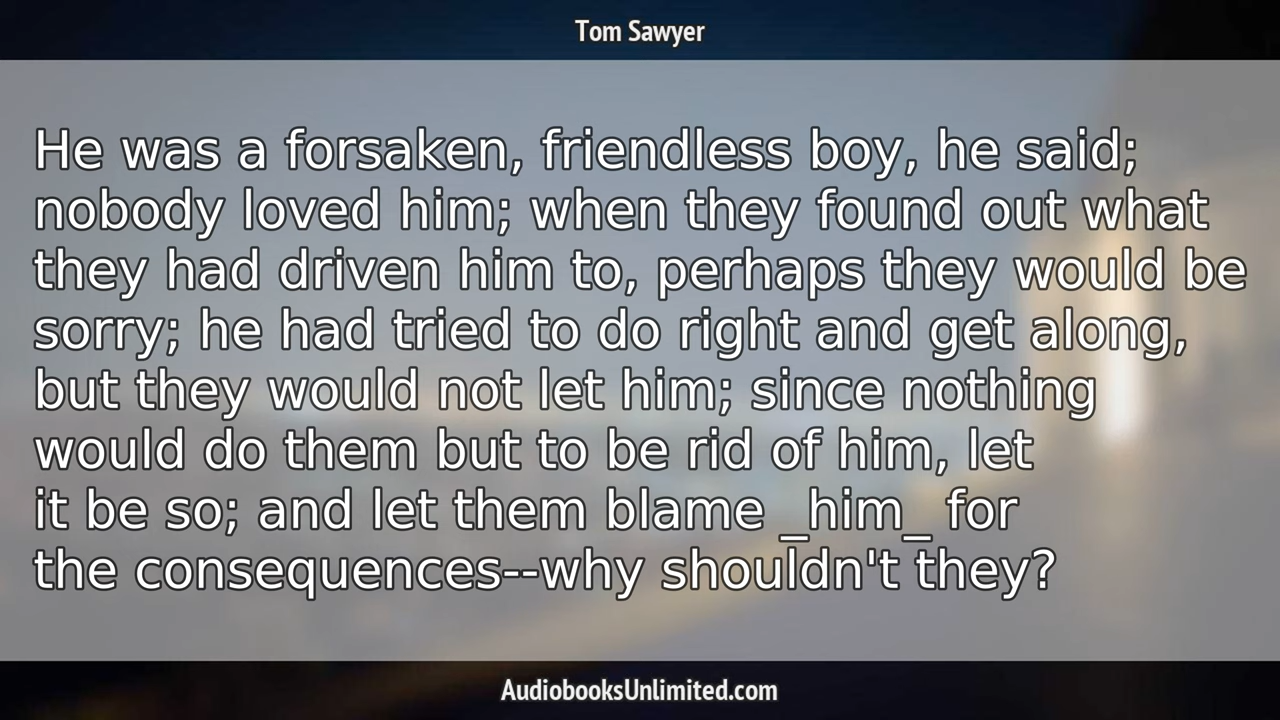 Tom Sawyer
He was a forsaken, friendless boy, he said;
nobody loved him; when they found out what
they had driven him to, perhaps they would be
sorry; he had tried to do right and get along,
but they would not let him; since nothing
would do them but to be rid of him, let
it be so; and let them blame _him_ for
the consequences--why shouldn't they?
AudiobooksUnlimited.com